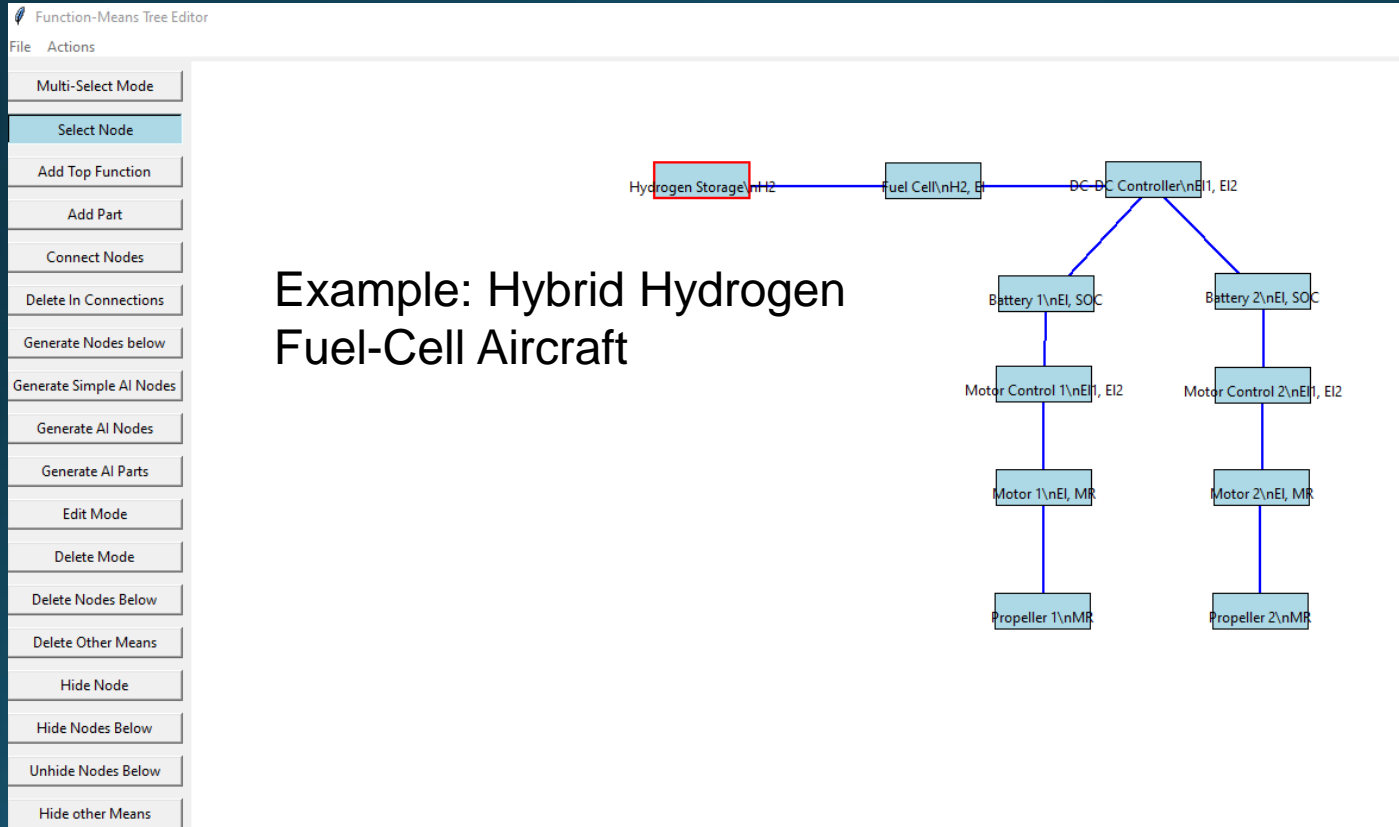 Function-Means Tree Editor
File Actions
Multi-Select Mode
Select Node
Add Top Function
Add Part
Connect Nodes
Delete In Connections
Generate Nodes below
Generate Simple AI Nodes
Generate AI Nodes
Generate AI Parts
Edit Mode
Delete Mode
Delete Nodes Below
Delete Other Means
Hide Node
Hide Nodes Below
Unhide Nodes Below
Hide other Means
Hydrogen Storage\nH2
Fuel Cell\nH2, El
DC-DC Controller\nEl1, El2
Example: Hybrid Hydrogen
Fuel-Cell Aircraft
Battery 1\nEl, SOC
Battery 2\nEl, SOC
Motor Control 1\nEl1, El2
Motor Control 2\nEl1, El2
Motor 1\nEl, MR
Motor 2\nEl, MR
Propeller 1\nMR
Propeller 2\nMR